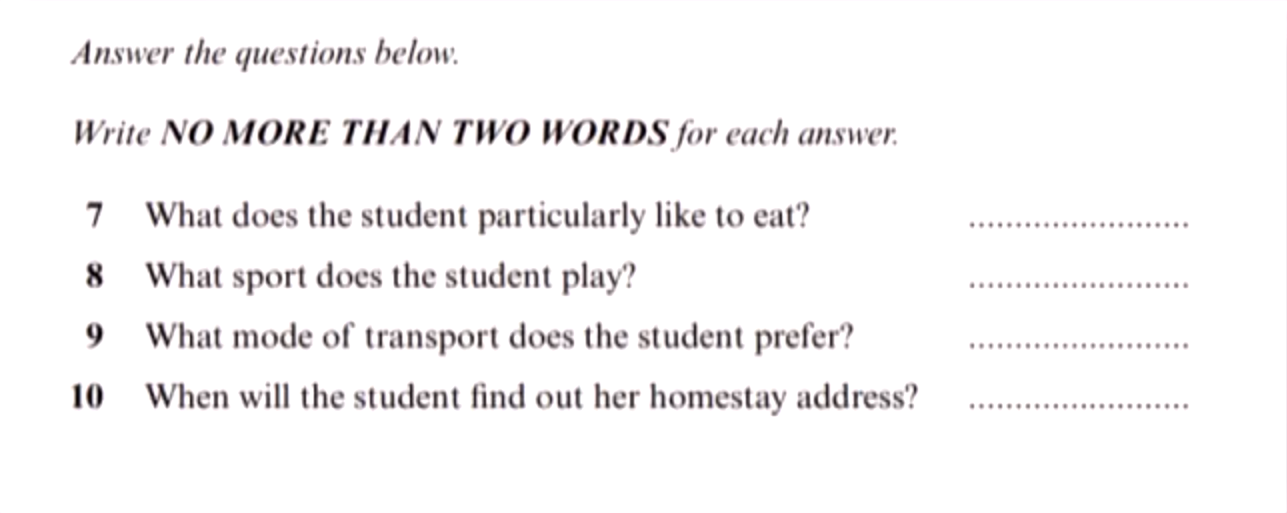 Answer the questions below.
Write NO MORE THAN TWO WORDS for each answer.
7 What does the student particularly like to eat? ........................
8 What sport does the student play? ........................
9 What mode of transport does the student prefer? ........................
10 When will the student find out her homestay address? ........................